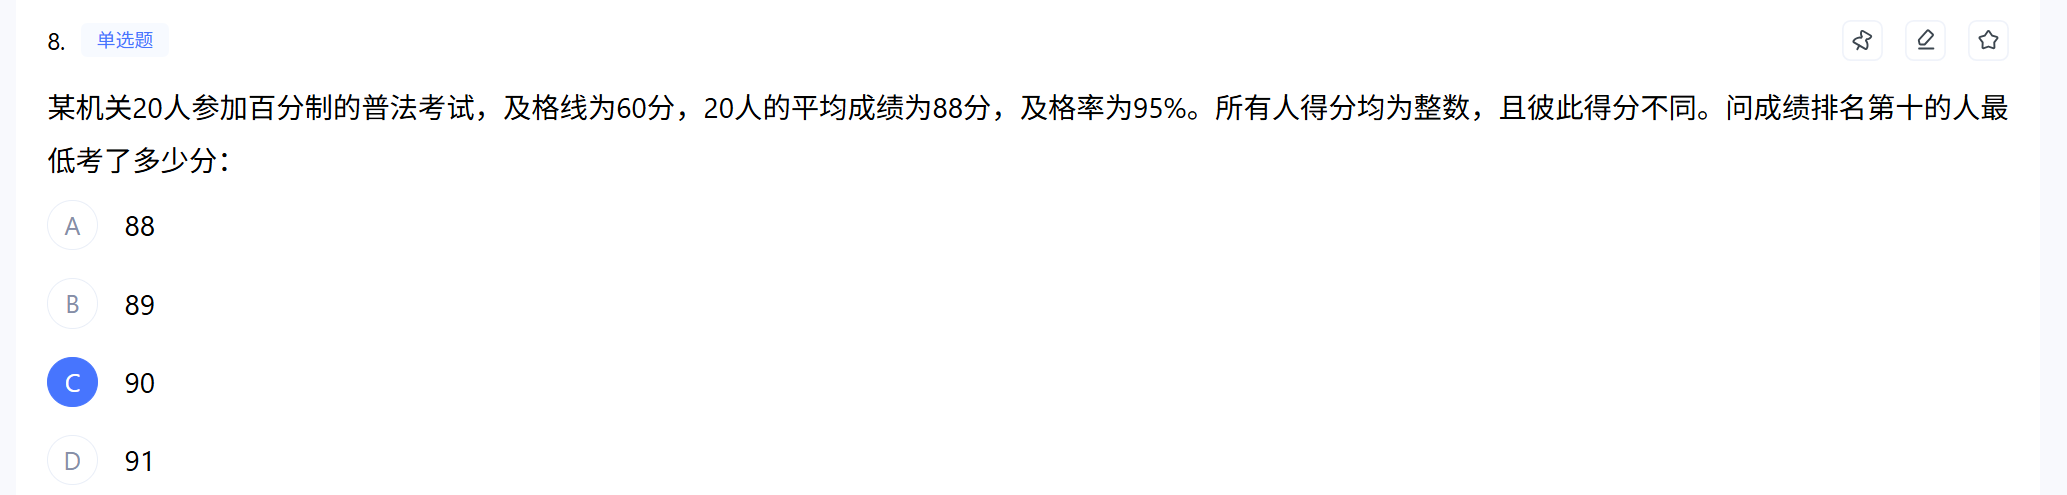 8. 单选题
某机关20人参加百分制的普法考试，及格线为60分，20人的平均成绩为88分，及格率为95%。所有人得分均为整数，且彼此得分不同。问成绩排名第十的人最
低考了多少分：
A 88
B 89
C 90
D 91